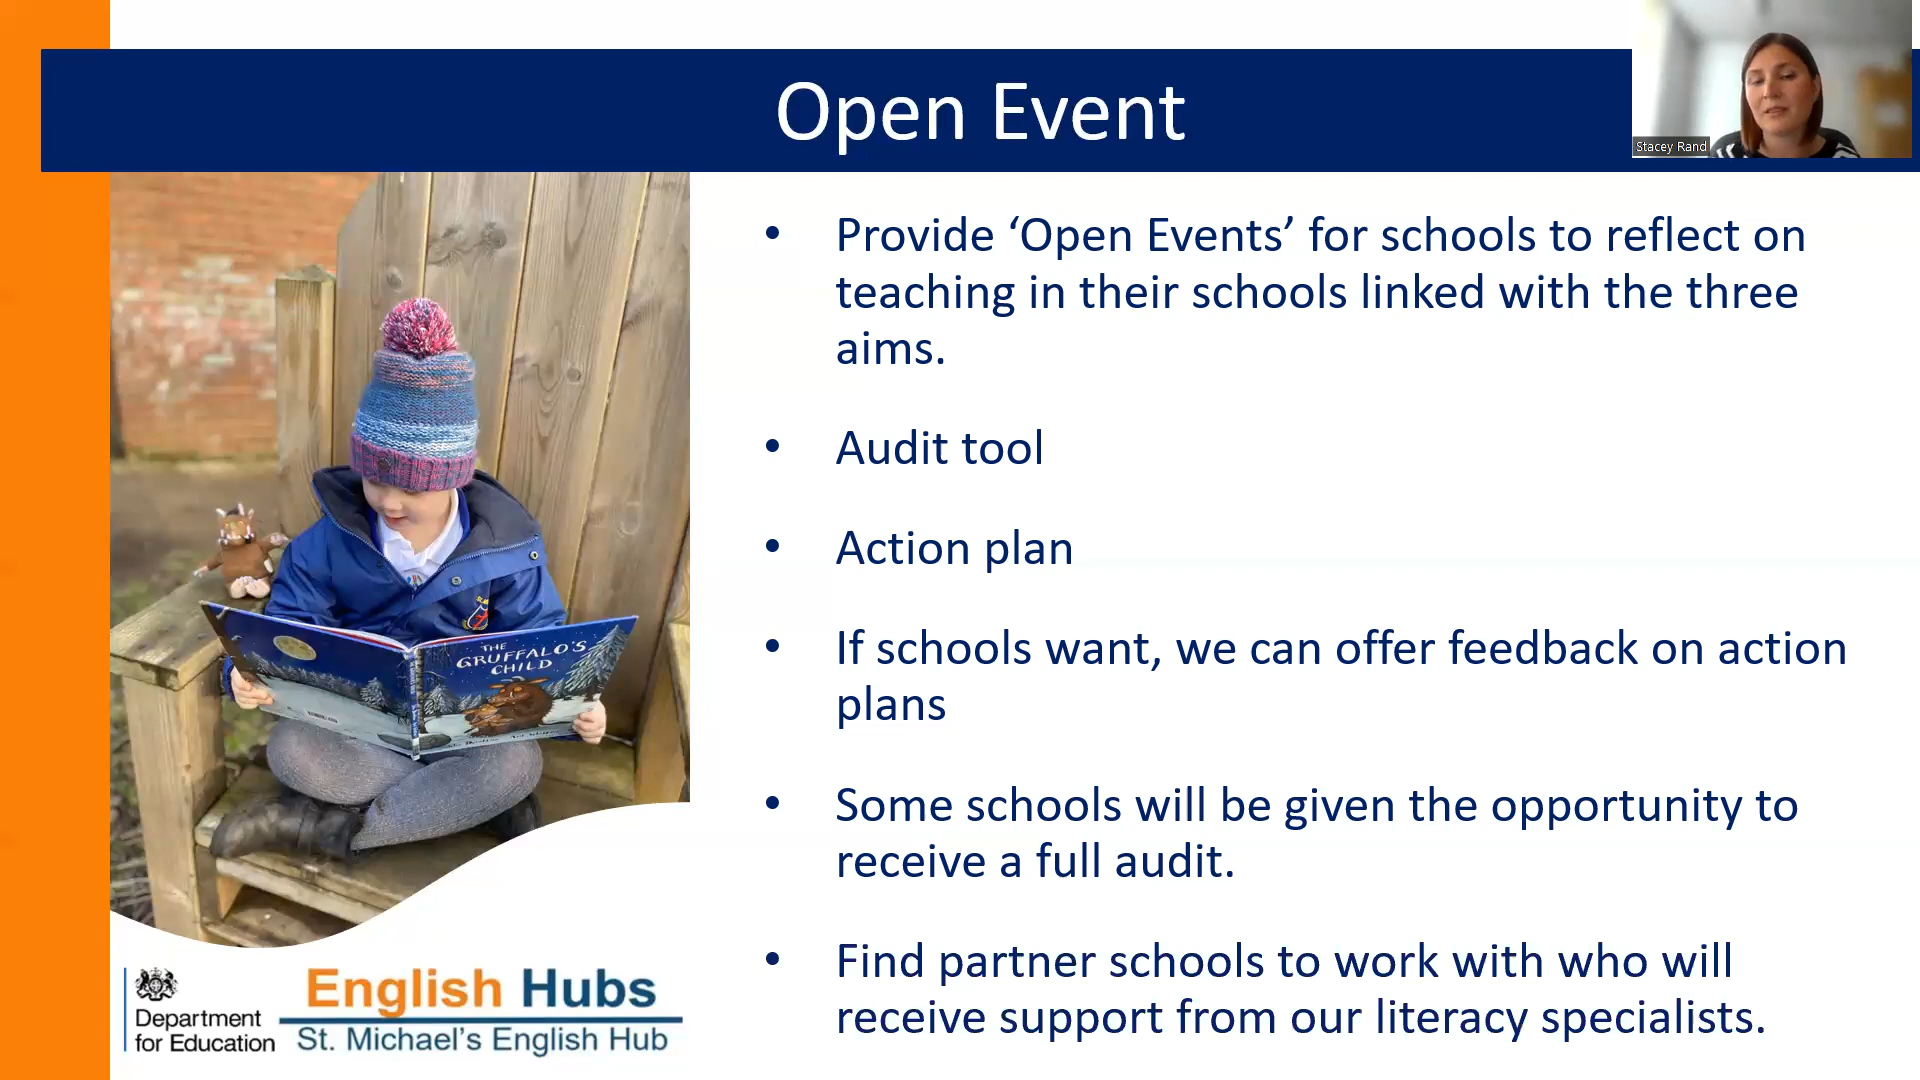 Open Event
Stacey Rand
• Provide ‘Open Events’ for schools to reflect on
teaching in their schools linked with the three
aims.
• Audit tool
• Action plan
• If schools want, we can offer feedback on action
plans
• Some schools will be given the opportunity to
receive a full audit.
• Find partner schools to work with who will
receive support from our literacy specialists.
THE
GRUFFALO'S
CHILD
Department
for Education
English Hubs
St. Michael's English Hub